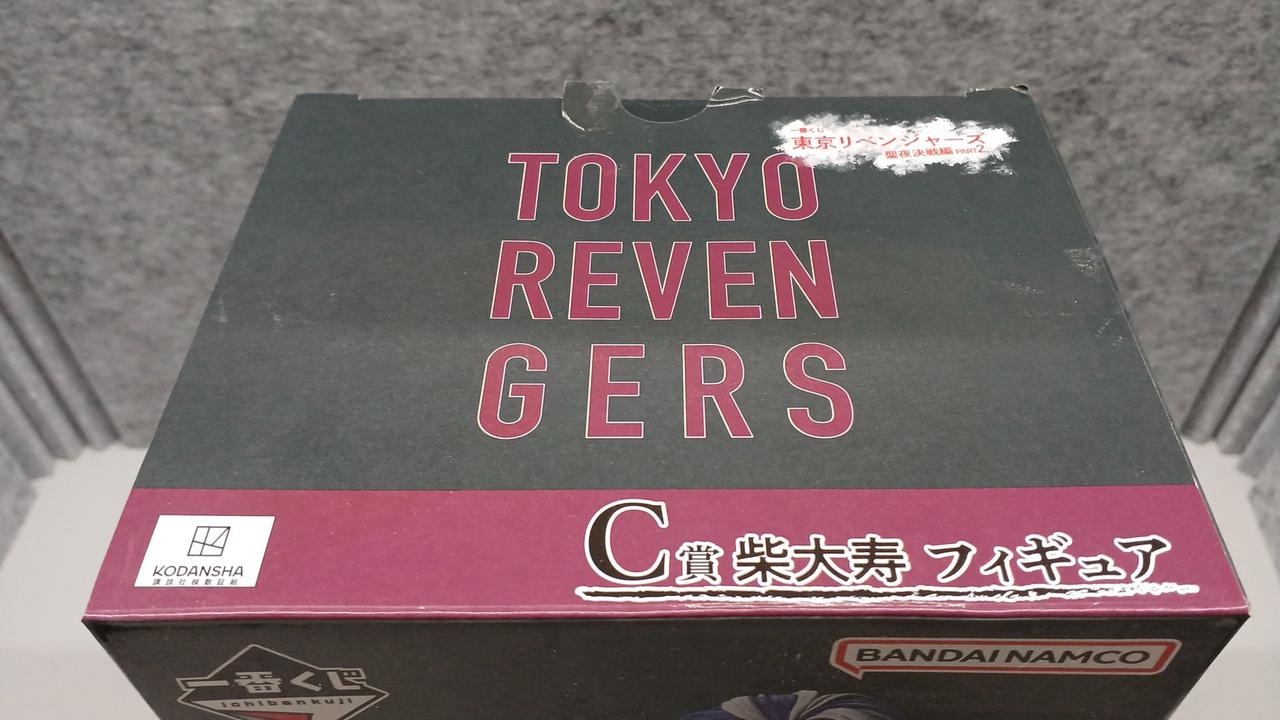 一番くじ
東京リベンジャーズ
聖夜決戦編 PART2
TOKYO
REVEN
GERS
C賞 柴大寿 フィギュア
KODANSHA
講談社検数証紙
BANDAI NAMCO
一番くじ
ichibankuji